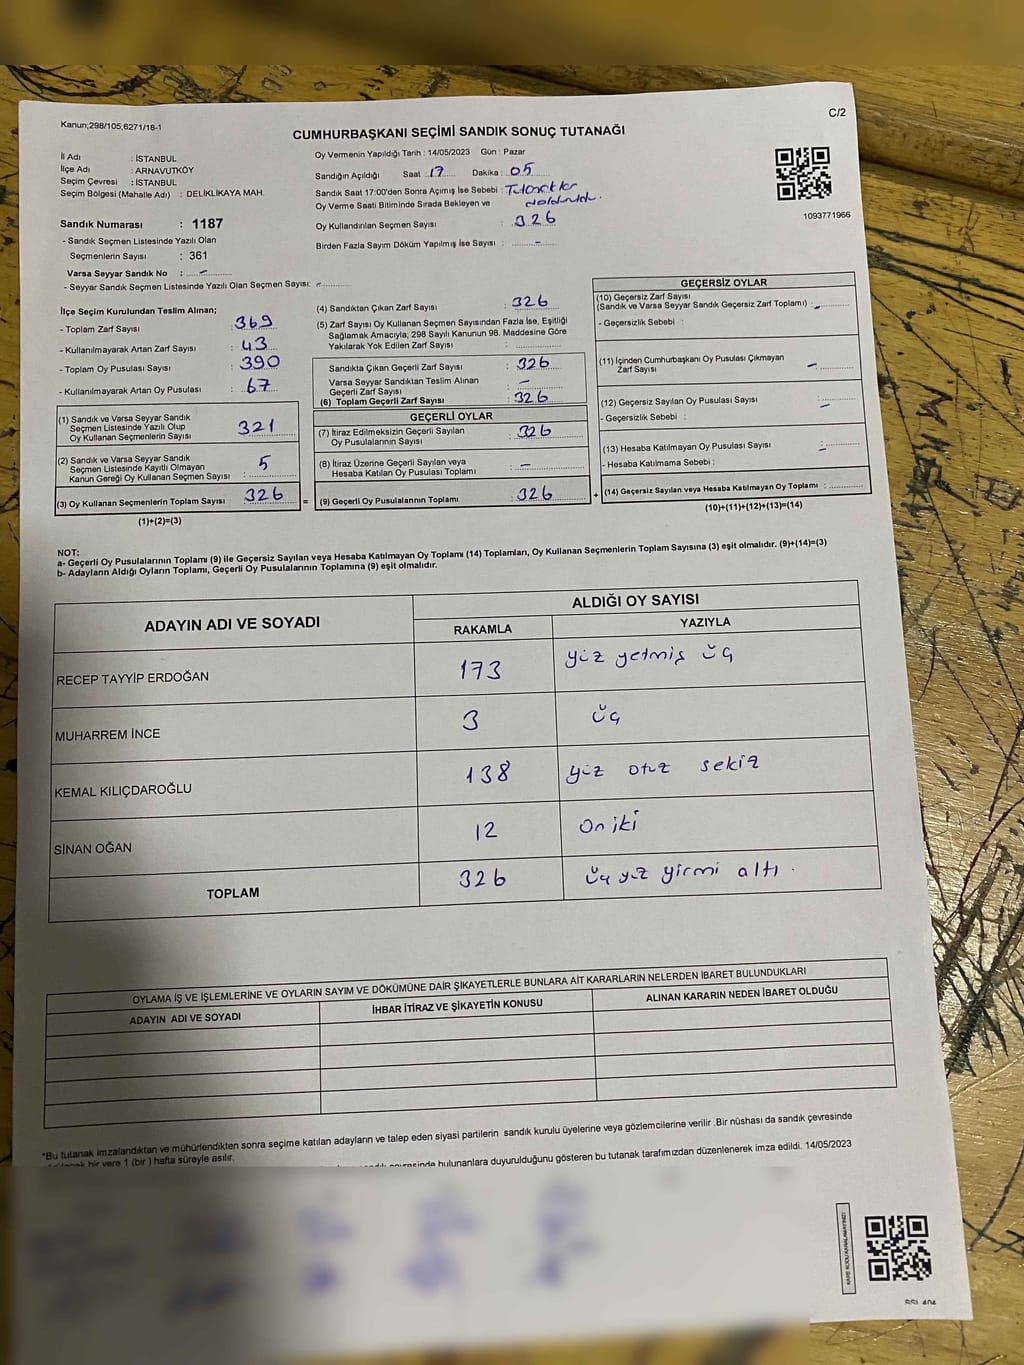 C/2
Kanun;298/105,6271/16-1
CUMHURBAŞKANI SEÇİMİ SANDIK SONUÇ TUTANAĞI
İl Adı : İSTANBUL
İlçe Adı : ARNAVUTKÖY
Seçim Çevresi : İSTANBUL
Seçim Bölgesi (Mahalle Adı) : DELİKLİKAYA MAH.
Oy Vermenin Yapıldığı Tarih : 14/05/2023 Gün : Pazar
Sandığın Açıldığı Saat : 17 Dakika : 05
Sandık Saat 17:00'den Sonra Açımış İse Sebebi : Tutanaklar
Oy Verme Saati Bitiminde Sırada Bekleyen ve dolduruldu.
Oy Kullandırılan Seçmen Sayısı : 326
Birden Fazla Sayım Döküm Yapılmış İse Sayısı : -
1093771966
Sandık Numarası : 1187
- Sandık Seçmen Listesinde Yazılı Olan
Seçmenlerin Sayısı : 361
Varsa Seyyar Sandık No : -
- Seyyar Sandık Seçmen Listesinde Yazılı Olan Seçmen Sayısı: -
İlçe Seçim Kurulundan Teslim Alınan;
- Toplam Zarf Sayısı : 369
- Kullanılmayarak Artan Zarf Sayısı : 43
- Toplam Oy Pusulası Sayısı : 390
- Kullanılmayarak Artan Oy Pusulası : 67
(1) Sandık ve Varsa Seyyar Sandık
Seçmen Listesinde Yazılı Olup
Oy Kullanan Seçmenlerin Sayısı : 321
(2) Sandık ve Varsa Seyyar Sandık
Seçmen Listesinde Kayıtlı Olmayan
Kanun Gereği Oy Kullanan Seçmen Sayısı : 5
(3) Oy Kullanan Seçmenlerin Toplam Sayısı : 326
(1)+(2)=(3)
=
(4) Sandıktan Çıkan Zarf Sayısı : 326
(5) Zarf Sayısı Oy Kullanan Seçmen Sayısından Fazla İse, Eşitliği
Sağlamak Amacıyla; 298 Sayılı Kanunun 98. Maddesine Göre
Yakılarak Yok Edilen Zarf Sayısı :
Sandıkta Çıkan Geçerli Zarf Sayısı : 326
Varsa Seyyar Sandıktan Teslim Alınan
Geçerli Zarf Sayısı : -
(6) Toplam Geçerli Zarf Sayısı : 326
GEÇERLİ OYLAR
(7) İtiraz Edilmeksizin Geçerli Sayılan
Oy Pusulalarının Sayısı : 326
(8) İtiraz Üzerine Geçerli Sayılan veya
Hesaba Katılan Oy Pusulası Toplamı : -
(9) Geçerli Oy Pusulalarının Toplamı : 326
+
GEÇERSİZ OYLAR
(10) Geçersiz Zarf Sayısı
(Sandık ve Varsa Seyyar Sandık Geçersiz Zarf Toplamı) : -
- Geçersizlik Sebebi :
(11) İçinden Cumhurbaşkanı Oy Pusulası Çıkmayan
Zarf Sayısı : -
(12) Geçersiz Sayılan Oy Pusulası Sayısı : -
- Geçersizlik Sebebi :
(13) Hesaba Katılmayan Oy Pusulası Sayısı : -
- Hesaba Katılmama Sebebi :
(14) Geçersiz Sayılan veya Hesaba Katılmayan Oy Toplamı :
(10)+(11)+(12)+(13)=(14)
NOT:
a- Geçerli Oy Pusulalarının Toplamı (9) ile Geçersiz Sayılan veya Hesaba Katılmayan Oy Toplamı (14) Toplamları, Oy Kullanan Seçmenlerin Toplam Sayısına (3) eşit olmalıdır. (9)+(14)=(3)
b- Adayların Aldığı Oyların Toplamı, Geçerli Oy Pusulalarının Toplamına (9) eşit olmalıdır.
ADAYIN ADI VE SOYADI ALDIĞI OY SAYISI
RAKAMLA YAZIYLA
RECEP TAYYİP ERDOĞAN 173 yüz yetmiş üç
MUHARREM İNCE 3 üç
KEMAL KILIÇDAROĞLU 138 yüz otuz sekiz
SİNAN OĞAN 12 On iki
TOPLAM 326 üç yüz yirmi altı .
OYLAMA İŞ VE İŞLEMLERİNE VE OYLARIN SAYIM VE DÖKÜMÜNE DAİR ŞİKAYETLERLE BUNLARA AİT KARARLARIN NELERDEN İBARET BULUNDUKLARI
ADAYIN ADI VE SOYADI İHBAR İTİRAZ VE ŞİKAYETİN KONUSU ALINAN KARARIN NEDEN İBARET OLDUĞU
*Bu tutanak imzalandıktan ve mühürlendikten sonra seçime katılan adayların ve talep eden siyasi partilerin sandık kurulu üyelerine veya gözlemcilerine verilir .Bir nüshası da sandık çevresinde
bir yere 1 (bir ) hafta süreyle asılır.
bulunanlara duyurulduğunu gösteren bu tutanak tarafımızdan düzenlenerek imza edildi. 14/05/2023